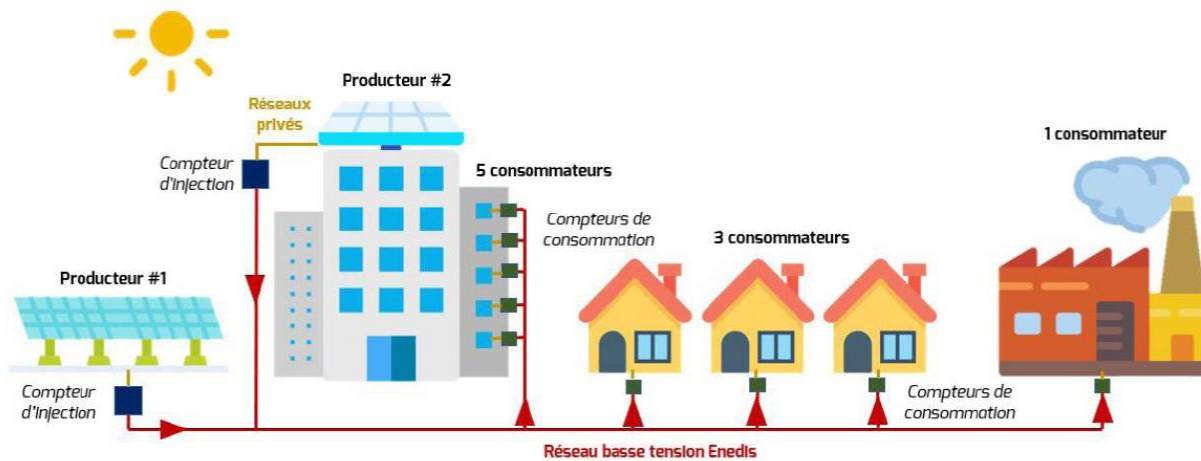 Producteur #2
Réseaux
privés
1 consommateur
Compteur
d'injection
5 consommateurs
Compteurs de
consommation
3 consommateurs
Producteur #1
Compteur
d'injection
Compteurs de
consommation
Réseau basse tension Enedis